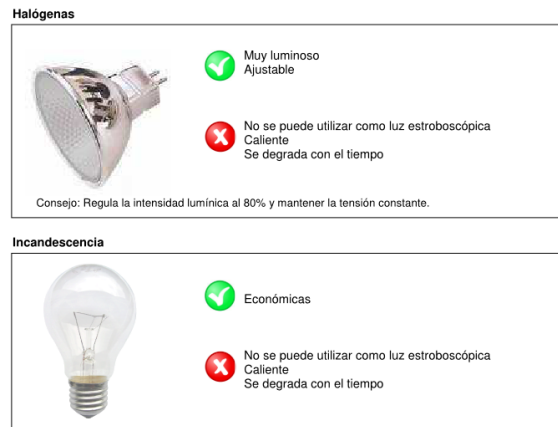 Halógenas
Muy luminoso
Ajustable
No se puede utilizar como luz estroboscópica
Caliente
Se degrada con el tiempo
Consejo: Regula la intensidad lumínica al 80% y mantener la tensión constante.
Incandescencia
Económicas
No se puede utilizar como luz estroboscópica
Caliente
Se degrada con el tiempo